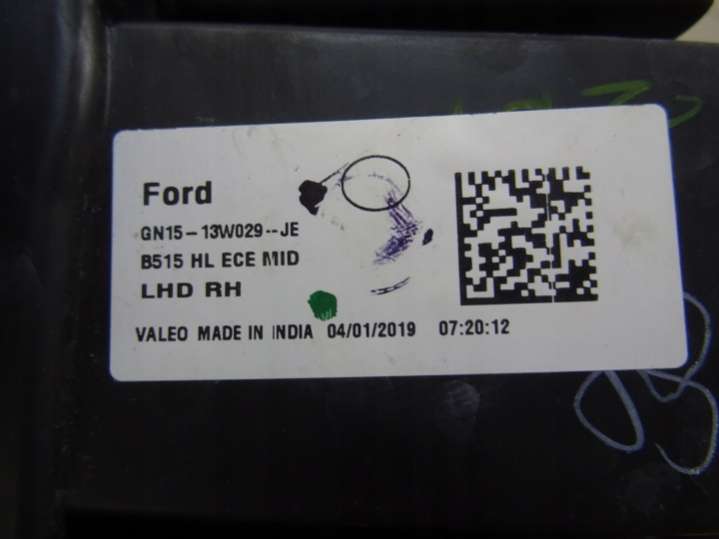 Ford
GN15-13W029--JE
B515 HL ECE MID
LHD RH
VALEO MADE IN INDIA 04/01/2019 07:20:12